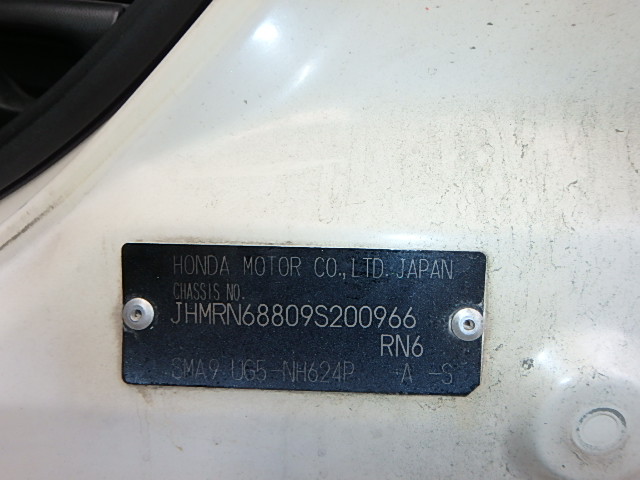 HONDA MOTOR CO.,LTD. JAPAN
CHASSIS NO.
JHMRN68809S200966
RN6
SMA9 UG5-NH624P A -S